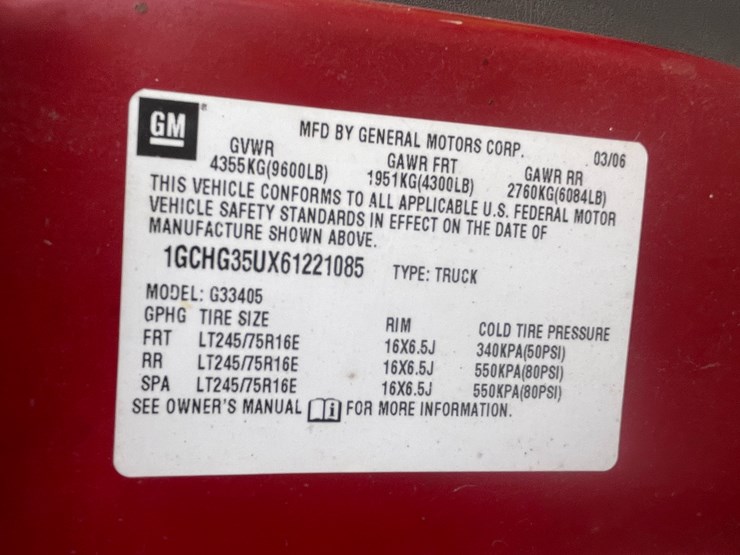 GM
MFD BY GENERAL MOTORS CORP. 03/06
GVWR GAWR FRT GAWR RR
4355KG(9600LB) 1951KG(4300LB) 2760KG(6084LB)
THIS VEHICLE CONFORMS TO ALL APPLICABLE U.S. FEDERAL MOTOR
VEHICLE SAFETY STANDARDS IN EFFECT ON THE DATE OF
MANUFACTURE SHOWN ABOVE.
1GCHG35UX61221085 TYPE: TRUCK
MODEL: G33405
GPHG TIRE SIZE RIM COLD TIRE PRESSURE
FRT LT245/75R16E 16X6.5J 340KPA(50PSI)
RR LT245/75R16E 16X6.5J 550KPA(80PSI)
SPA LT245/75R16E 16X6.5J 550KPA(80PSI)
SEE OWNER'S MANUAL i FOR MORE INFORMATION.